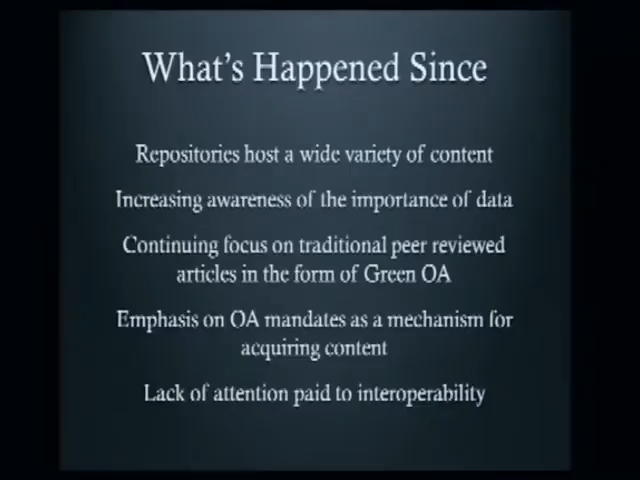 What's Happened Since
Repositories host a wide variety of content
Increasing awareness of the importance of data
Continuing focus on traditional peer reviewed
articles in the form of Green OA
Emphasis on OA mandates as a mechanism for
acquiring content
Lack of attention paid to interoperability